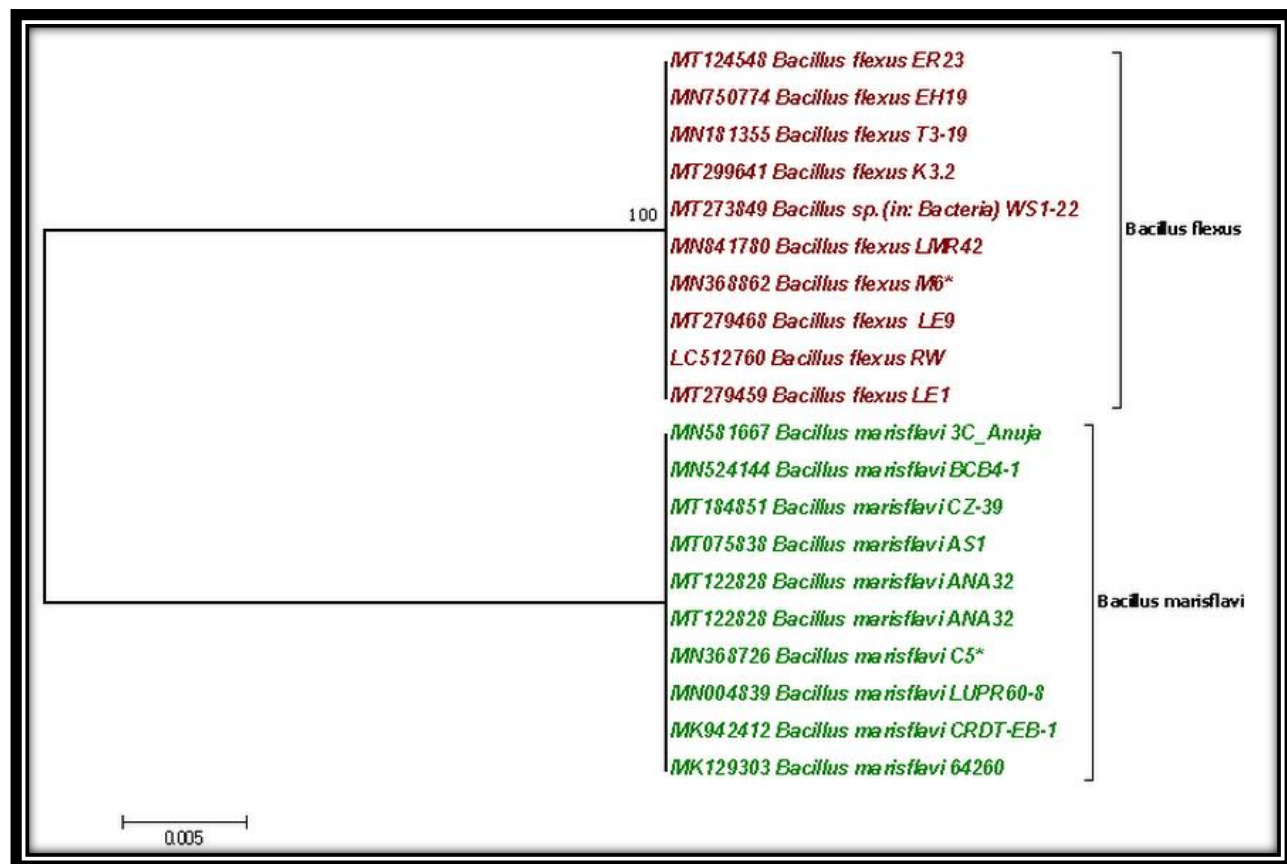 MT124548 Bacillus flexus ER23
MN750774 Bacillus flexus EH19
MN181355 Bacillus flexus T3-19
MT299641 Bacillus flexus K3.2
100
MT273849 Bacillus sp. (in: Bacteria) WS1-22
Bacillus flexus
MN841780 Bacillus flexus LMR42
MN368862 Bacillus flexus M6*
MT279468 Bacillus flexus LE9
LC512760 Bacillus flexus RW
MT279459 Bacillus flexus LE1
MN581667 Bacillus marisflavi 3C_Anuja
MN524144 Bacillus marisflavi BCB4-1
MT184851 Bacillus marisflavi CZ-39
MT075838 Bacillus marisflavi AS1
MT122828 Bacillus marisflavi ANA32
Bacillus marisflavi
MT122828 Bacillus marisflavi ANA32
MN368726 Bacillus marisflavi C5*
MN004839 Bacillus marisflavi LUPR60-8
MK942412 Bacillus marisflavi CRDT-EB-1
MK129303 Bacillus marisflavi 64260
0.005